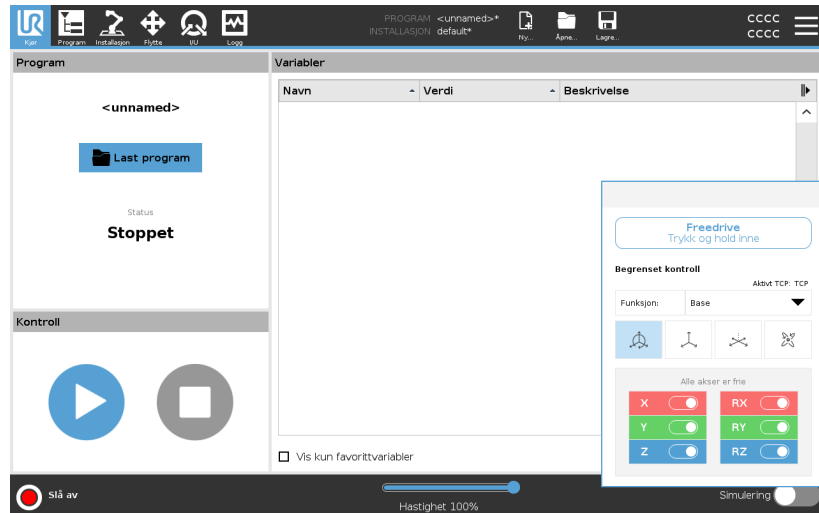 UR
Kjør
Program
Installasjon
Flytte
I/U
Logg
PROGRAM <unnamed>*
INSTALLASJON default*
Ny...
Åpne...
Lagre...
cccc
cccc
Program
<unnamed>
Last program
Status
Stoppet
Kontroll
Variabler
Navn
Verdi
Beskrivelse
Vis kun favorittvariabler
Freedrive
Trykk og hold inne
Begrenset kontroll
Aktivt TCP: TCP
Funksjon:
Base
Alle akser er frie
X
RX
Y
RY
Z
RZ
Slå av
Hastighet 100%
Simulering